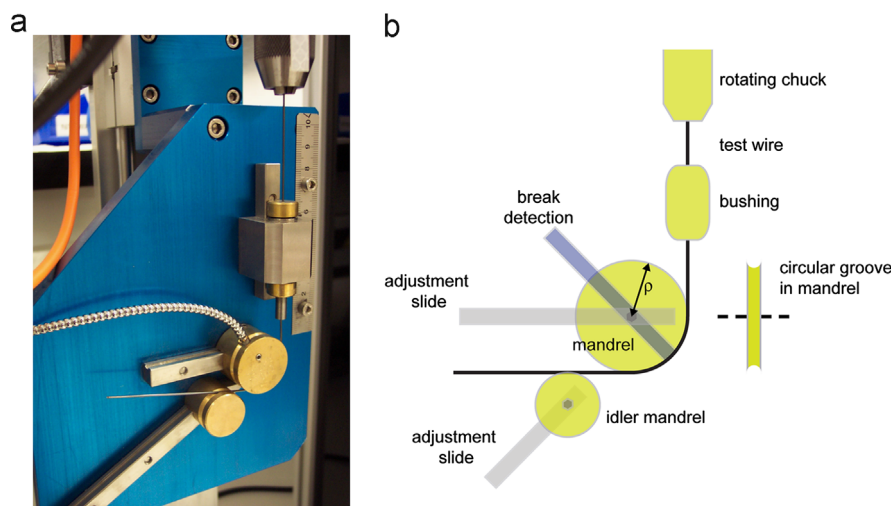 a
b
rotating chuck
test wire
bushing
break
detection
adjustment
slide
ρ
mandrel
circular groove
in mandrel
idler mandrel
adjustment
slide